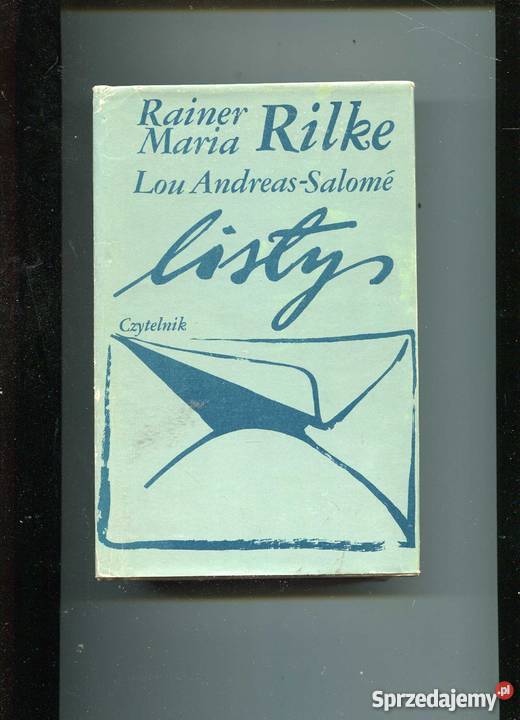 Rainer
Maria Rilke
Lou Andreas-Salomé
listy
Czytelnik
Sprzedajemy.pl